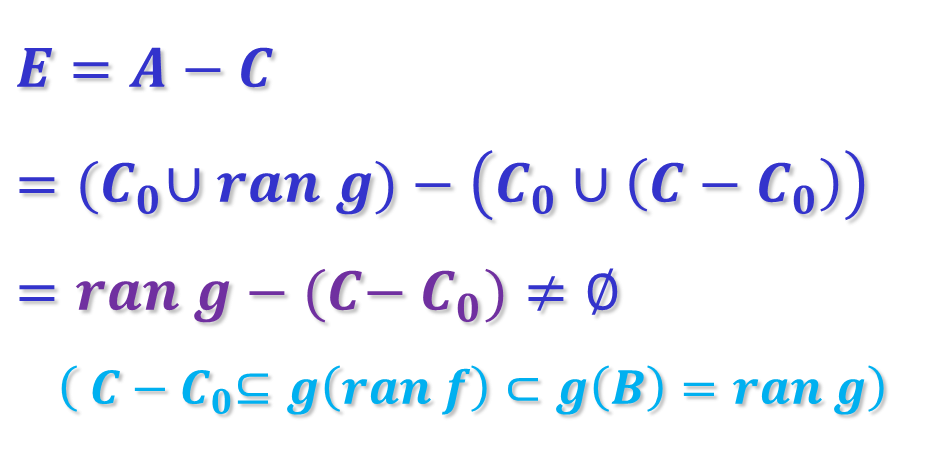 E = A − C
= (C₀∪ ran g) − (C₀ ∪ (C − C₀))
= ran g − (C− C₀) ≠ ∅
( C − C₀⊆ g(ran f) ⊂ g(B) = ran g)